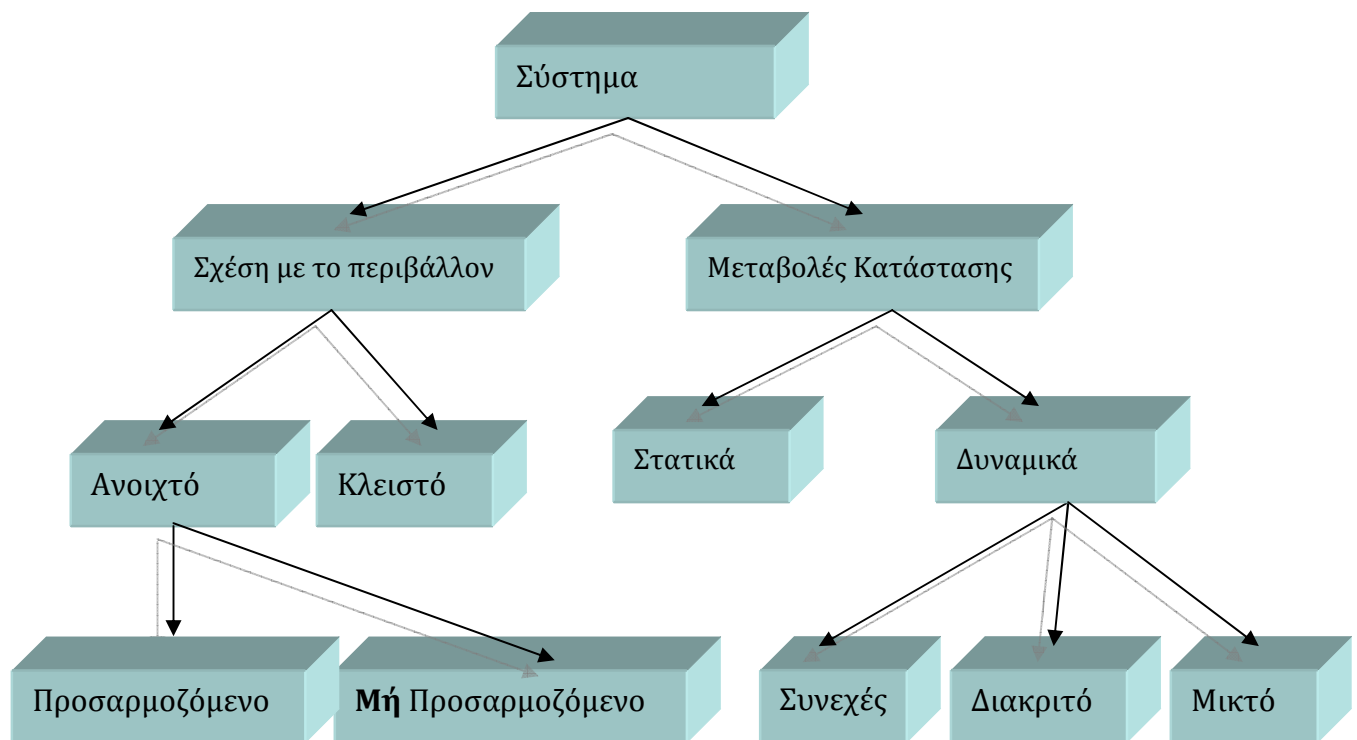 Σύστημα
Σχέση με το περιβάλλον
Μεταβολές Κατάστασης
Ανοιχτό
Κλειστό
Στατικά
Δυναμικά
Προσαρμοζόμενο
Μή Προσαρμοζόμενο
Συνεχές
Διακριτό
Μικτό